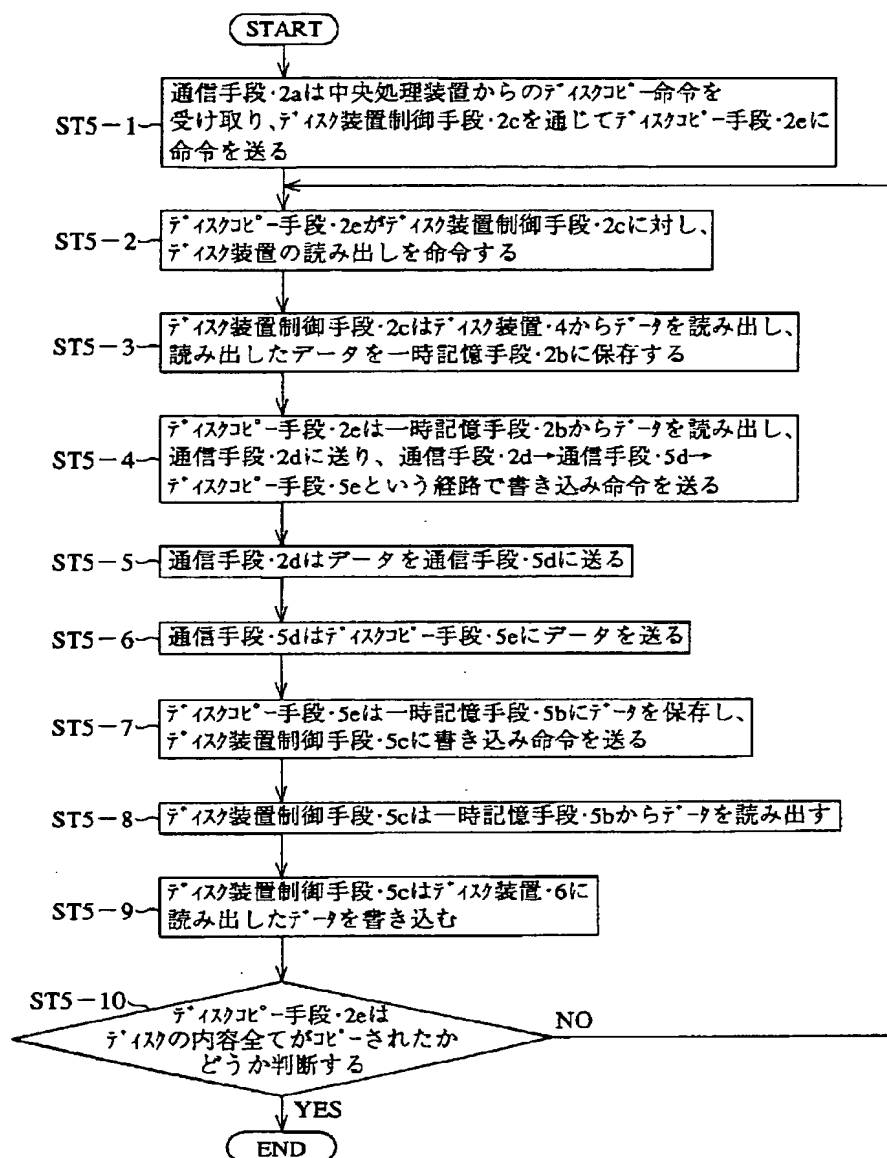 START
ST5-1
通信手段・2aは中央処理装置からのディスクコピー命令を
受け取り、ディスク装置制御手段・2cを通じてディスクコピー手段・2eに
命令を送る
ST5-2
ディスクコピー手段・2eがディスク装置制御手段・2cに対し、
ディスク装置の読み出しを命令する
ST5-3
ディスク装置制御手段・2cはディスク装置・4からデータを読み出し、
読み出したデータを一時記憶手段・2bに保存する
ST5-4
ディスクコピー手段・2eは一時記憶手段・2bからデータを読み出し、
通信手段・2dに送り、通信手段・2d→通信手段・5d→
ディスクコピー手段・5eという経路で書き込み命令を送る
ST5-5
通信手段・2dはデータを通信手段・5dに送る
ST5-6
通信手段・5dはディスクコピー手段・5eにデータを送る
ST5-7
ディスクコピー手段・5eは一時記憶手段・5bにデータを保存し、
ディスク装置制御手段・5cに書き込み命令を送る
ST5-8
ディスク装置制御手段・5cは一時記憶手段・5bからデータを読み出す
ST5-9
ディスク装置制御手段・5cはディスク装置・6に
読み出したデータを書き込む
ST5-10
ディスクコピー手段・2eは
ディスクの内容全てがコピーされたか
どうか判断する
NO
YES
END